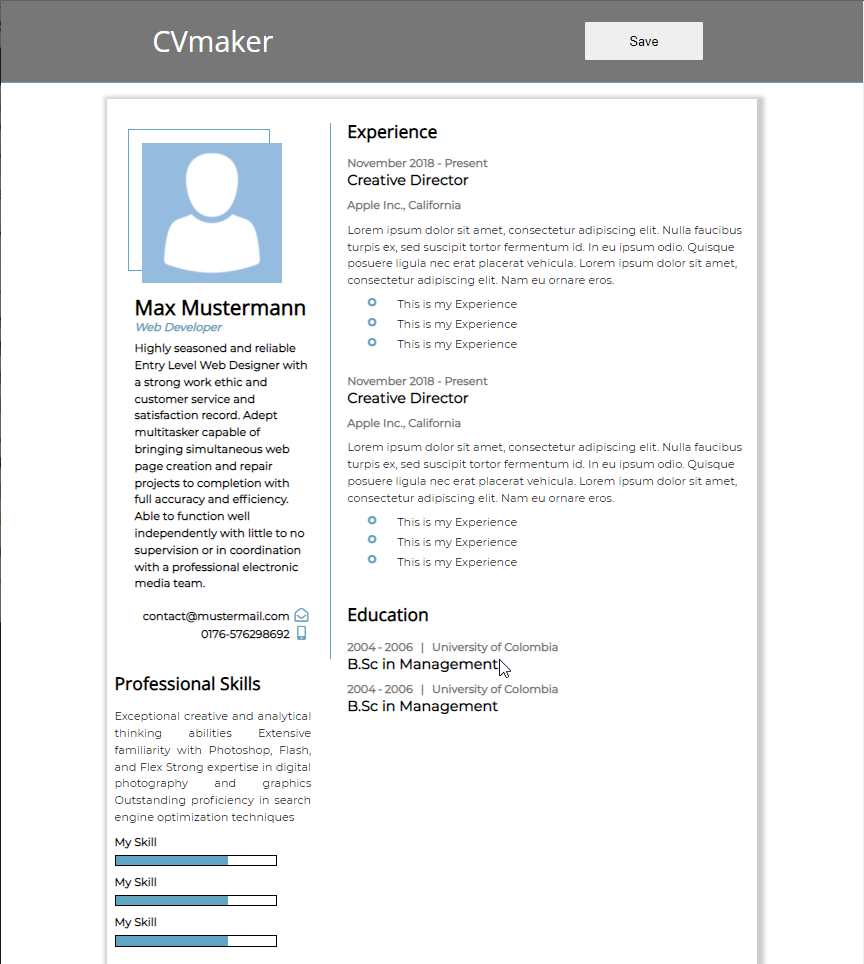 CVmaker
Save
Max Mustermann
Web Developer
Highly seasoned and reliable
Entry Level Web Designer with
a strong work ethic and
customer service and
satisfaction record. Adept
multitasker capable of
bringing simultaneous web
page creation and repair
projects to completion with
full accuracy and efficiency.
Able to function well
independently with little to no
supervision or in coordination
with a professional electronic
media team.
contact@mustermail.com
0176-576298692
Professional Skills
Exceptional creative and analytical
thinking abilities Extensive
familiarity with Photoshop, Flash,
and Flex Strong expertise in digital
photography and graphics
Outstanding proficiency in search
engine optimization techniques
My Skill
My Skill
My Skill
Experience
November 2018 - Present
Creative Director
Apple Inc., California
Lorem ipsum dolor sit amet, consectetur adipiscing elit. Nulla faucibus
turpis ex, sed suscipit tortor fermentum id. In eu ipsum odio. Quisque
posuere ligula nec erat placerat vehicula. Lorem ipsum dolor sit amet,
consectetur adipiscing elit. Nam eu ornare eros.
This is my Experience
This is my Experience
This is my Experience
November 2018 - Present
Creative Director
Apple Inc., California
Lorem ipsum dolor sit amet, consectetur adipiscing elit. Nulla faucibus
turpis ex, sed suscipit tortor fermentum id. In eu ipsum odio. Quisque
posuere ligula nec erat placerat vehicula. Lorem ipsum dolor sit amet,
consectetur adipiscing elit. Nam eu ornare eros.
This is my Experience
This is my Experience
This is my Experience
Education
2004 - 2006 | University of Colombia
B.Sc in Management
2004 - 2006 | University of Colombia
B.Sc in Management